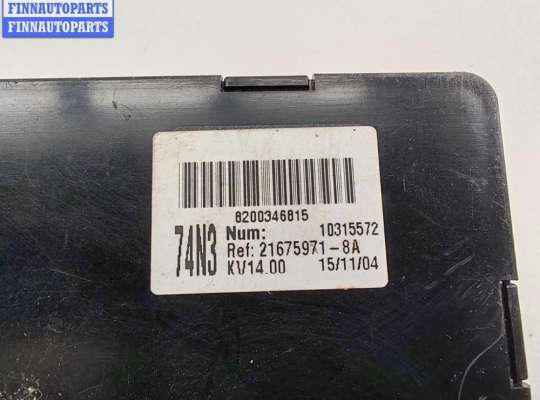 FINNAUTOPARTS
FINNAUTOPARTS
8200346815
74N3
Num: 10315572
Ref: 21675971-8A
KV14.00 15/11/04